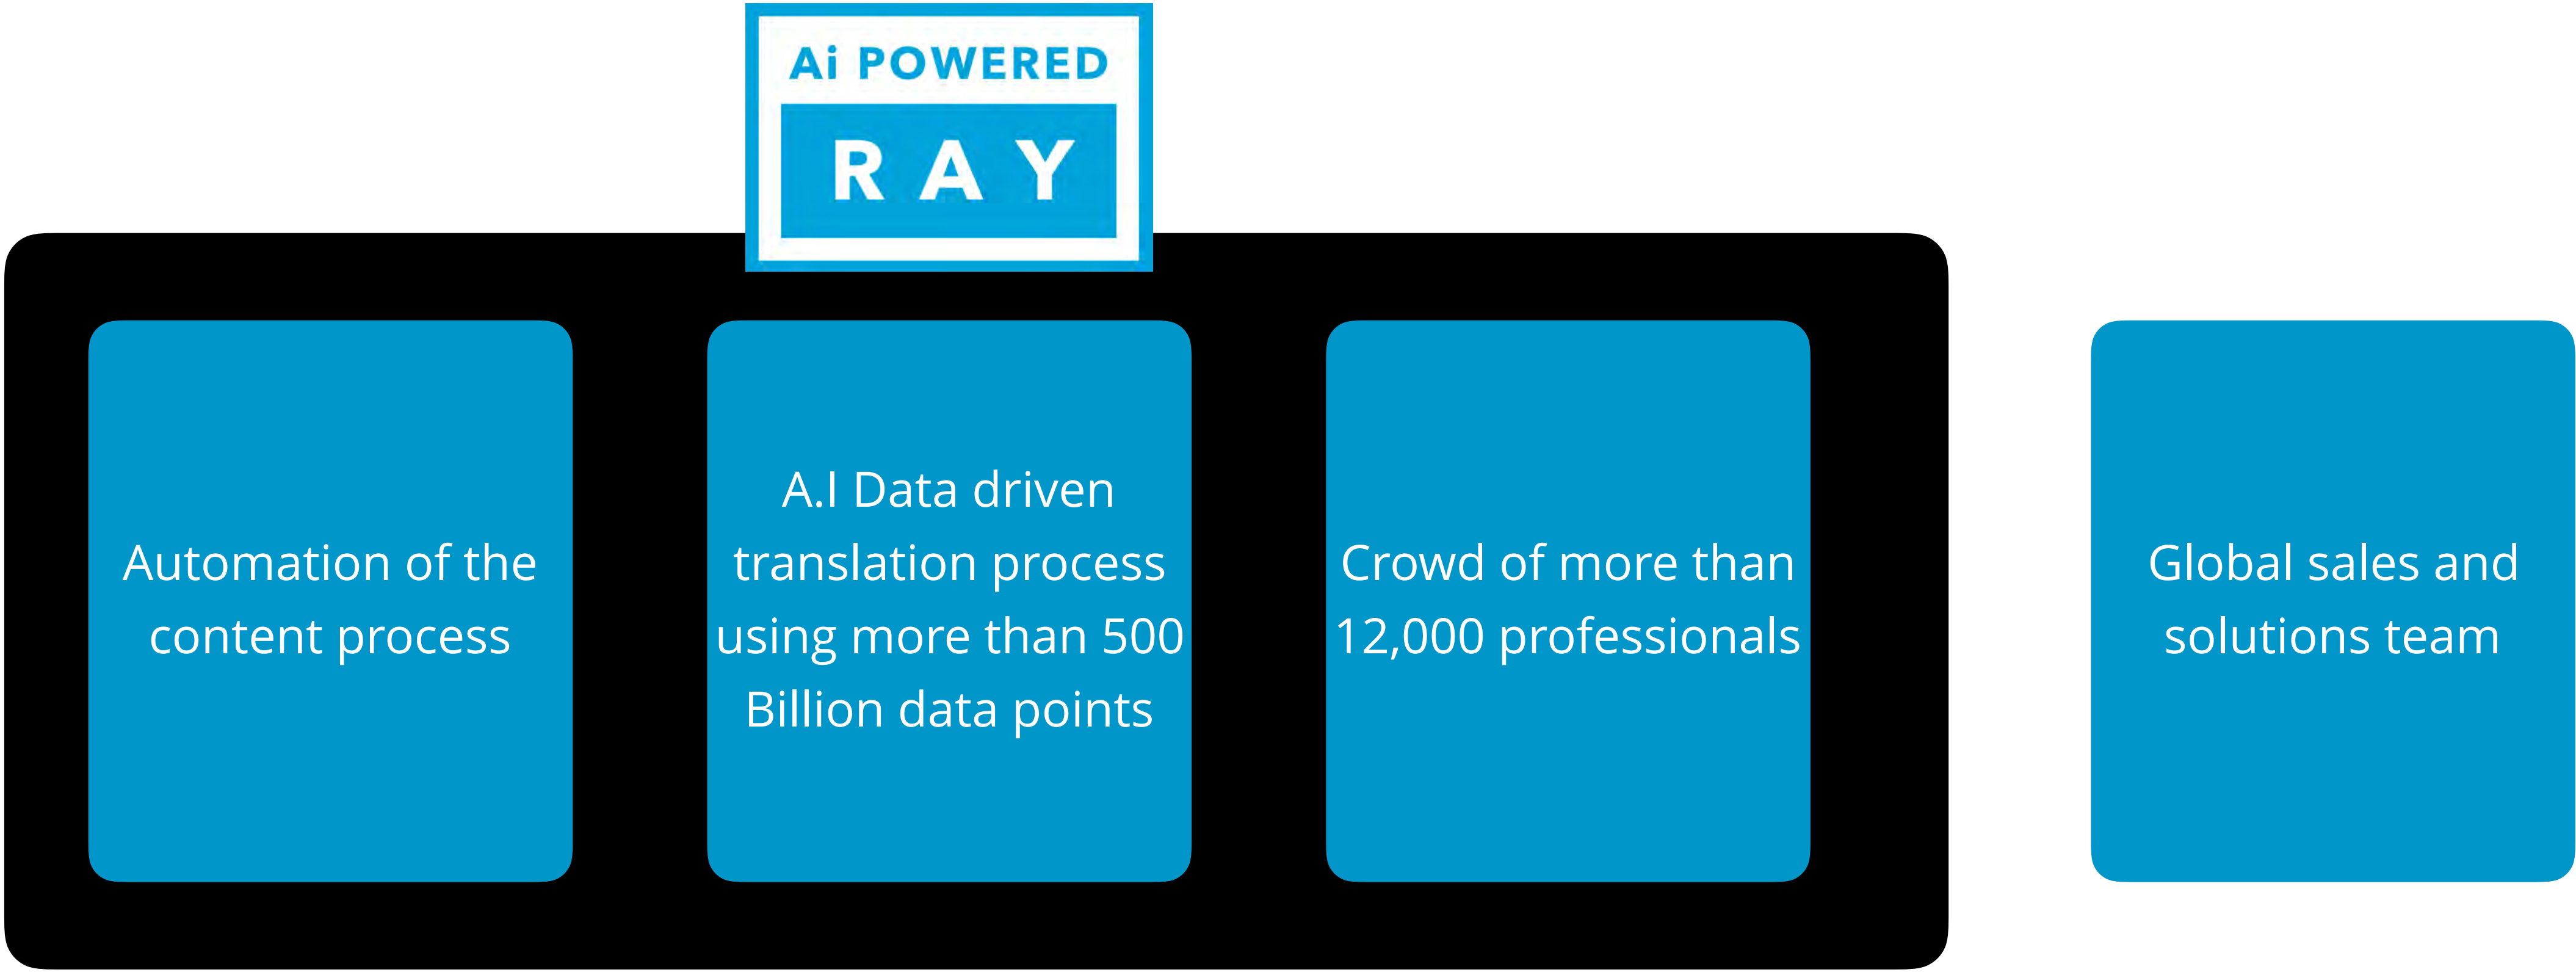 Ai POWERED
RAY
Automation of the
content process
A.I Data driven
translation process
using more than 500
Billion data points
Crowd of more than
12,000 professionals
Global sales and
solutions team